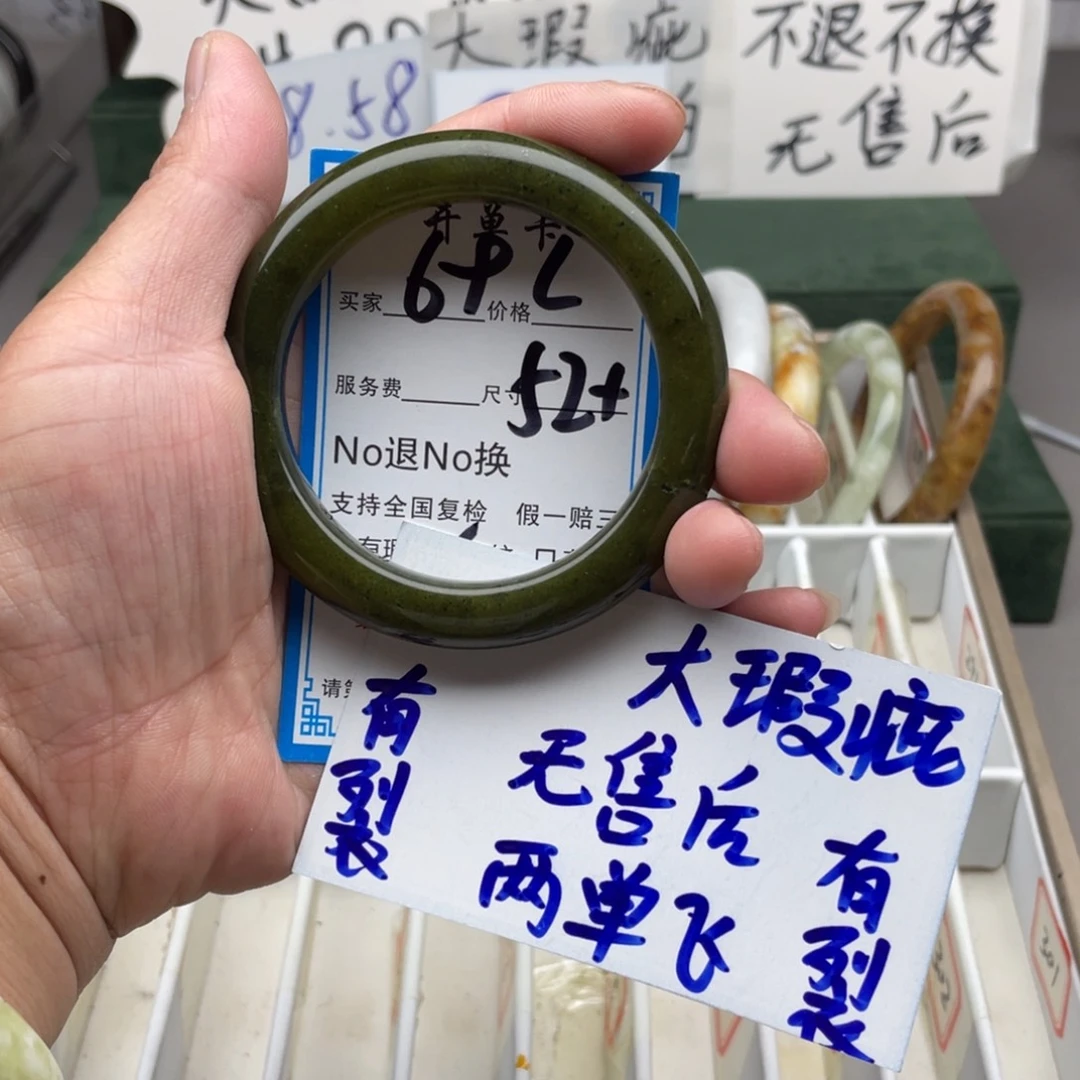 8.58
大瑕疵
不退不换
无售后
开单卡
买家 价格
52+
服务费 尺寸
No退No换
支持全国复检 假一赔三
请
大瑕疵
无售后
两单飞
有裂
有裂